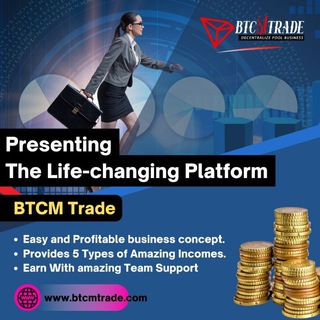 BTCMTRADE
DECENTRALIZE POOL BUSINESS
Presenting
The Life-changing Platform
BTCM Trade
• Easy and Profitable business concept.
• Provides 5 Types of Amazing Incomes.
• Earn With amazing Team Support
www.btcmtrade.com